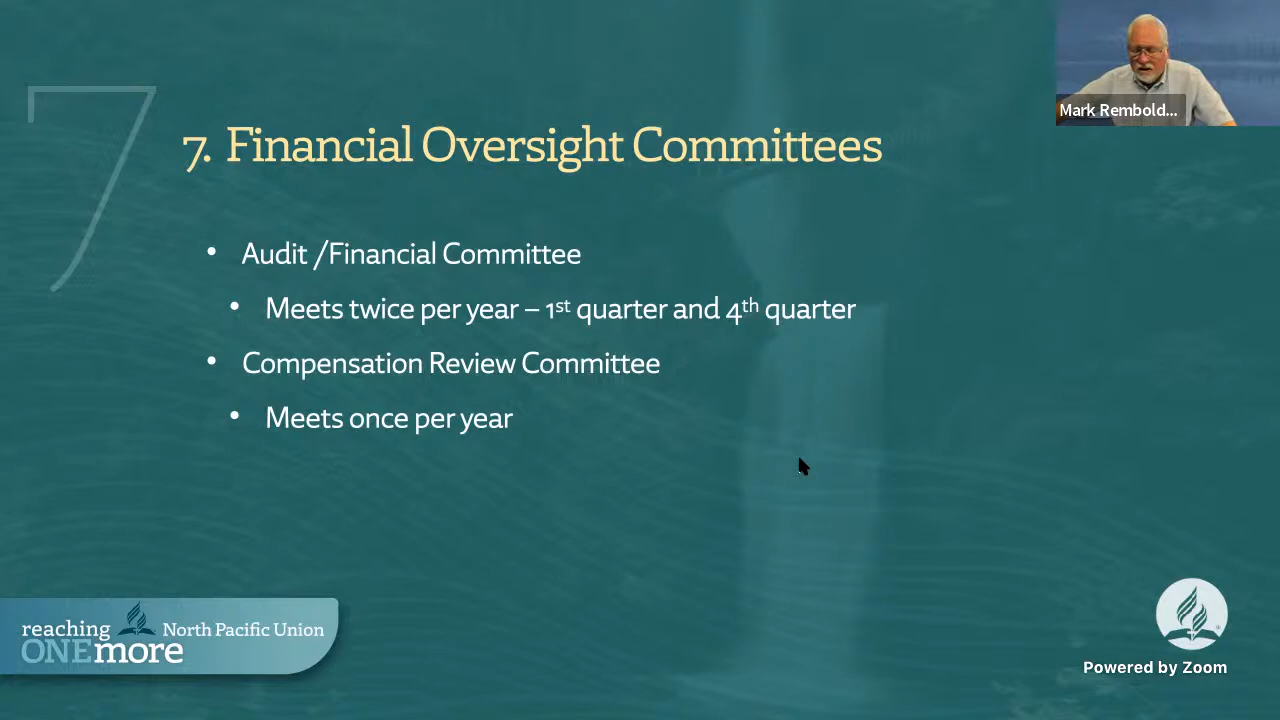 Mark Rembold...
7
7. Financial Oversight Committees
• Audit /Financial Committee
• Meets twice per year – 1st quarter and 4th quarter
• Compensation Review Committee
• Meets once per year
reaching North Pacific Union
ONEmore
Powered by Zoom